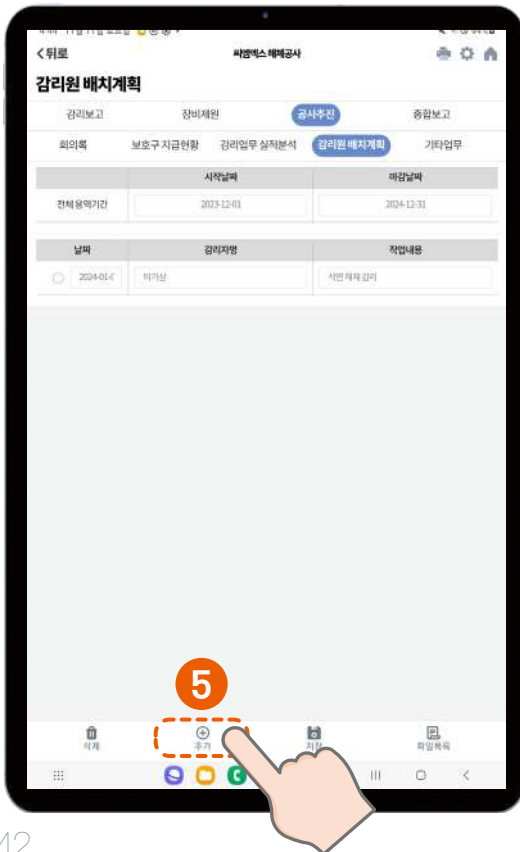 <뒤로 씨엠엑스 해체공사
감리원 배치계획
감리보고 장비제원 공사추진 종합보고
회의록 보호구 지급현황 감리업무 실적분석 감리원 배치계획 기타업무
시작날짜 마감날짜
전체 용역기간 2023-12-01 2024-12-31
날짜 감리자명 작업내용
2024-01-0 석면해체감리
5
삭제 추가 저장 파일목록